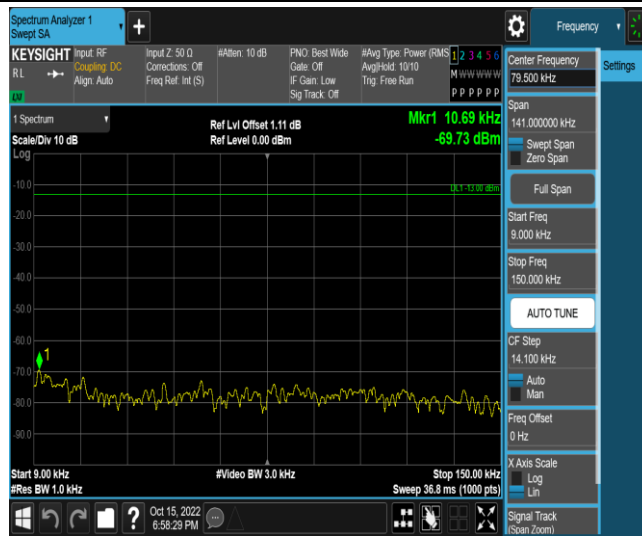 Spectrum Analyzer 1
Swept SA
Frequency
KEYSIGHT
RL
Input: RF
Coupling: DC
Align: Auto
Input Z: 50 Ω
Corrections: Off
Freq Ref: Int (S)
#Atten: 10 dB
PNO: Best Wide
Gate: Off
IF Gain: Low
Sig Track: Off
#Avg Type: Power (RMS
Avg|Hold: 10/10
Trig: Free Run
1 2 3 4 5 6
M W W W W W
P P P P P P
1 Spectrum
Scale/Div 10 dB
Log
Ref Lvl Offset 1.11 dB
Ref Level 0.00 dBm
Mkr1 10.69 kHz
-69.73 dBm
DL1 -13.00 dBm
-10.0
-20.0
-30.0
-40.0
-50.0
-60.0
1
-70.0
-80.0
-90.0
Start 9.00 kHz
#Res BW 1.0 kHz
#Video BW 3.0 kHz
Stop 150.00 kHz
Sweep 36.8 ms (1000 pts)
?
Oct 15, 2022
6:58:29 PM
Center Frequency
79.500 kHz
Settings
Span
141.000000 kHz
Swept Span
Zero Span
Full Span
Start Freq
9.000 kHz
Stop Freq
150.000 kHz
AUTO TUNE
CF Step
14.100 kHz
Auto
Man
Freq Offset
0 Hz
X Axis Scale
Log
Lin
Signal Track
(Span Zoom)